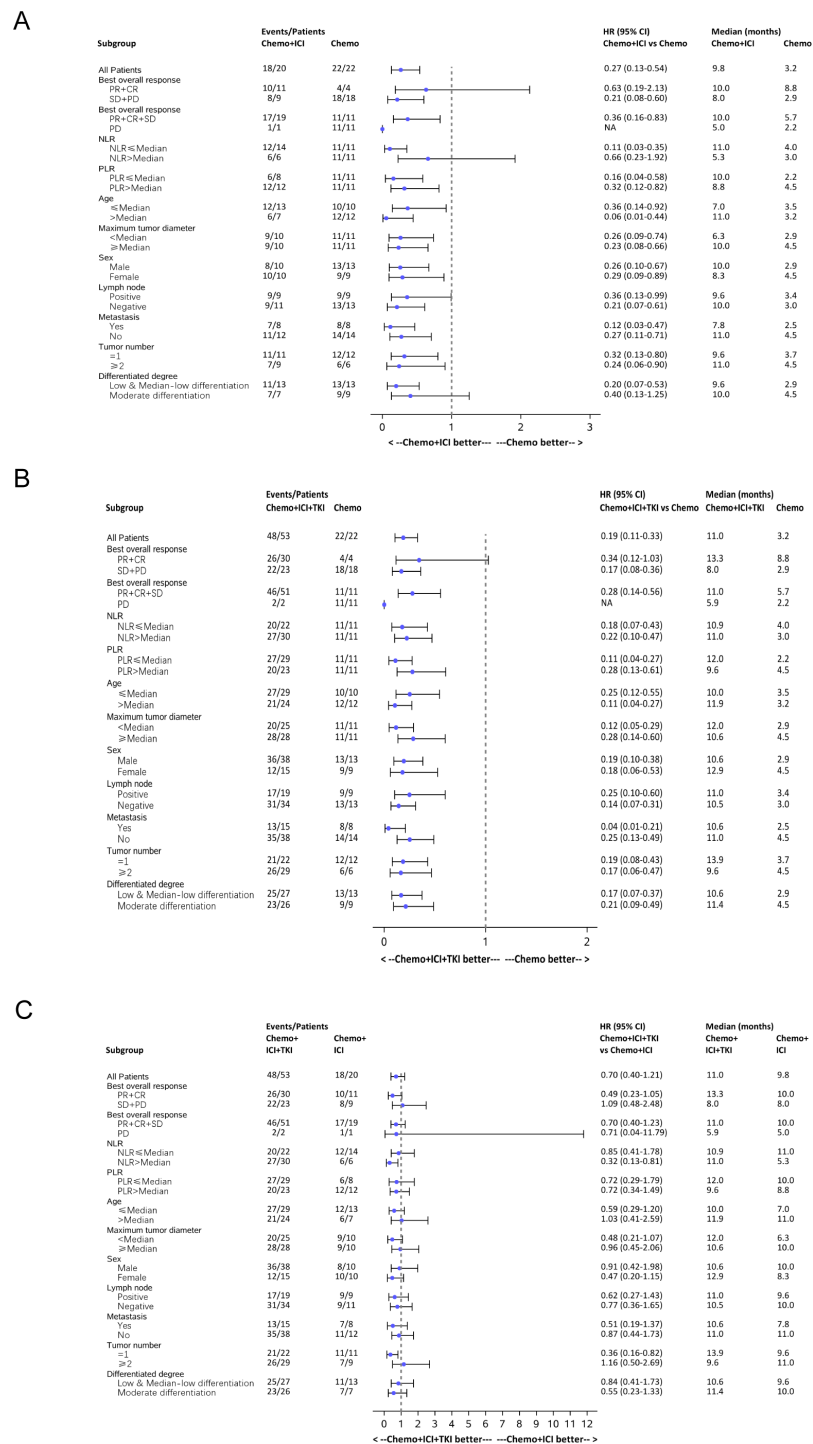 A
Events/Patients HR (95% CI) Median (months)
Subgroup Chemo+ICI Chemo Chemo+ICI vs Chemo Chemo+ICI Chemo
All Patients 18/20 22/22 0.27 (0.13-0.54) 9.8 3.2
Best overall response
PR+CR 10/11 4/4 0.63 (0.19-2.13) 10.0 8.8
SD+PD 8/9 18/18 0.21 (0.08-0.60) 8.0 2.9
Best overall response
PR+CR+SD 17/19 11/11 0.36 (0.16-0.83) 10.0 5.7
PD 1/1 11/11 NA 5.0 2.2
NLR
NLR≤Median 12/14 11/11 0.11 (0.03-0.35) 11.0 4.0
NLR>Median 6/6 11/11 0.66 (0.23-1.92) 5.3 3.0
PLR
PLR≤Median 6/8 11/11 0.16 (0.04-0.58) 10.0 2.2
PLR>Median 12/12 11/11 0.32 (0.12-0.82) 8.8 4.5
Age
≤Median 12/13 10/10 0.36 (0.14-0.92) 7.0 3.5
>Median 6/7 12/12 0.06 (0.01-0.44) 11.0 3.2
Maximum tumor diameter
<Median 9/10 11/11 0.26 (0.09-0.74) 6.3 2.9
≥Median 9/10 11/11 0.23 (0.08-0.66) 10.0 4.5
Sex
Male 8/10 13/13 0.26 (0.10-0.67) 10.0 2.9
Female 10/10 9/9 0.29 (0.09-0.89) 8.3 4.5
Lymph node
Positive 9/9 9/9 0.36 (0.13-0.99) 9.6 3.4
Negative 9/11 13/13 0.21 (0.07-0.61) 10.0 3.0
Metastasis
Yes 7/8 8/8 0.12 (0.03-0.47) 7.8 2.5
No 11/12 14/14 0.27 (0.11-0.71) 11.0 4.5
Tumor number
=1 11/11 12/12 0.32 (0.13-0.80) 9.6 3.7
≥2 7/9 6/6 0.24 (0.06-0.90) 11.0 4.5
Differentiated degree
Low & Median-low differentiation 11/13 13/13 0.20 (0.07-0.53) 9.6 2.9
Moderate differentiation 7/7 9/9 0.40 (0.13-1.25) 10.0 4.5
0 1 2 3
< --Chemo+ICI better--- ---Chemo better-- >
B
Events/Patients HR (95% CI) Median (months)
Subgroup Chemo+ICI+TKI Chemo Chemo+ICI+TKI vs Chemo Chemo+ICI+TKI Chemo
All Patients 48/53 22/22 0.19 (0.11-0.33) 11.0 3.2
Best overall response
PR+CR 26/30 4/4 0.34 (0.12-1.03) 13.3 8.8
SD+PD 22/23 18/18 0.17 (0.08-0.36) 8.0 2.9
Best overall response
PR+CR+SD 46/51 11/11 0.28 (0.14-0.56) 11.0 5.7
PD 2/2 11/11 NA 5.9 2.2
NLR
NLR≤Median 20/22 11/11 0.18 (0.07-0.43) 10.9 4.0
NLR>Median 27/30 11/11 0.22 (0.10-0.47) 11.0 3.0
PLR
PLR≤Median 27/29 11/11 0.11 (0.04-0.27) 12.0 2.2
PLR>Median 20/23 11/11 0.28 (0.13-0.61) 9.6 4.5
Age
≤Median 27/29 10/10 0.25 (0.12-0.55) 10.0 3.5
>Median 21/24 12/12 0.11 (0.04-0.27) 11.9 3.2
Maximum tumor diameter
<Median 20/25 11/11 0.12 (0.05-0.29) 12.0 2.9
≥Median 28/28 11/11 0.28 (0.14-0.60) 10.6 4.5
Sex
Male 36/38 13/13 0.19 (0.10-0.38) 10.6 2.9
Female 12/15 9/9 0.18 (0.06-0.53) 12.9 4.5
Lymph node
Positive 17/19 9/9 0.25 (0.10-0.60) 11.0 3.4
Negative 31/34 13/13 0.14 (0.07-0.31) 10.5 3.0
Metastasis
Yes 13/15 8/8 0.04 (0.01-0.21) 10.6 2.5
No 35/38 14/14 0.25 (0.13-0.49) 11.0 4.5
Tumor number
=1 21/22 12/12 0.19 (0.08-0.43) 13.9 3.7
≥2 26/29 6/6 0.17 (0.06-0.47) 9.6 4.5
Differentiated degree
Low & Median-low differentiation 25/27 13/13 0.17 (0.07-0.37) 10.6 2.9
Moderate differentiation 23/26 9/9 0.21 (0.09-0.49) 11.4 4.5
0 1 2
< --Chemo+ICI+TKI better--- ---Chemo better-- >
C
Events/Patients HR (95% CI) Median (months)
Chemo+ Chemo+ Chemo+ICI+TKI Chemo+ Chemo+
Subgroup ICI+TKI ICI vs Chemo+ICI ICI+TKI ICI
All Patients 48/53 18/20 0.70 (0.40-1.21) 11.0 9.8
Best overall response
PR+CR 26/30 10/11 0.49 (0.23-1.05) 13.3 10.0
SD+PD 22/23 8/9 1.09 (0.48-2.48) 8.0 8.0
Best overall response
PR+CR+SD 46/51 17/19 0.70 (0.40-1.23) 11.0 10.0
PD 2/2 1/1 0.71 (0.04-11.79) 5.9 5.0
NLR
NLR≤Median 20/22 12/14 0.85 (0.41-1.78) 10.9 11.0
NLR>Median 27/30 6/6 0.32 (0.13-0.81) 11.0 5.3
PLR
PLR≤Median 27/29 6/8 0.72 (0.29-1.79) 12.0 10.0
PLR>Median 20/23 12/12 0.72 (0.34-1.49) 9.6 8.8
Age
≤Median 27/29 12/13 0.59 (0.29-1.20) 10.0 7.0
>Median 21/24 6/7 1.03 (0.41-2.59) 11.9 11.0
Maximum tumor diameter
<Median 20/25 9/10 0.48 (0.21-1.07) 12.0 6.3
≥Median 28/28 9/10 0.96 (0.45-2.06) 10.6 10.0
Sex
Male 36/38 8/10 0.91 (0.42-1.98) 10.6 10.0
Female 12/15 10/10 0.47 (0.20-1.15) 12.9 8.3
Lymph node
Positive 17/19 9/9 0.62 (0.27-1.43) 11.0 9.6
Negative 31/34 9/11 0.77 (0.36-1.65) 10.5 10.0
Metastasis
Yes 13/15 7/8 0.51 (0.19-1.37) 10.6 7.8
No 35/38 11/12 0.87 (0.44-1.73) 11.0 11.0
Tumor number
=1 21/22 11/11 0.36 (0.16-0.82) 13.9 9.6
≥2 26/29 7/9 1.16 (0.50-2.69) 9.6 11.0
Differentiated degree
Low & Median-low differentiation 25/27 11/13 0.84 (0.41-1.73) 10.6 9.6
Moderate differentiation 23/26 7/7 0.55 (0.23-1.33) 11.4 10.0
0 1 2 3 4 5 6 7 8 9 10 11 12
< --Chemo+ICI+TKI better--- ---Chemo+ICI better-- >